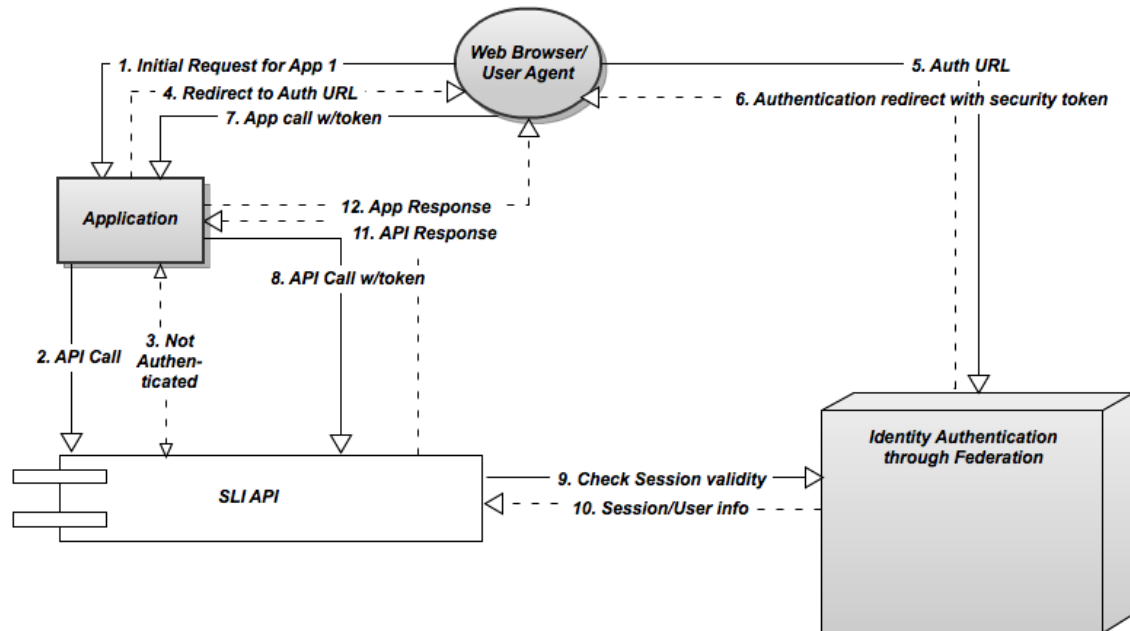 Web Browser/
User Agent
1. Initial Request for App 1
5. Auth URL
4. Redirect to Auth URL
6. Authentication redirect with security token
7. App call w/token
Application
12. App Response
11. API Response
8. API Call w/token
2. API Call
3. Not
Authen-
ticated
Identity Authentication
through Federation
SLI API
9. Check Session validity
10. Session/User info